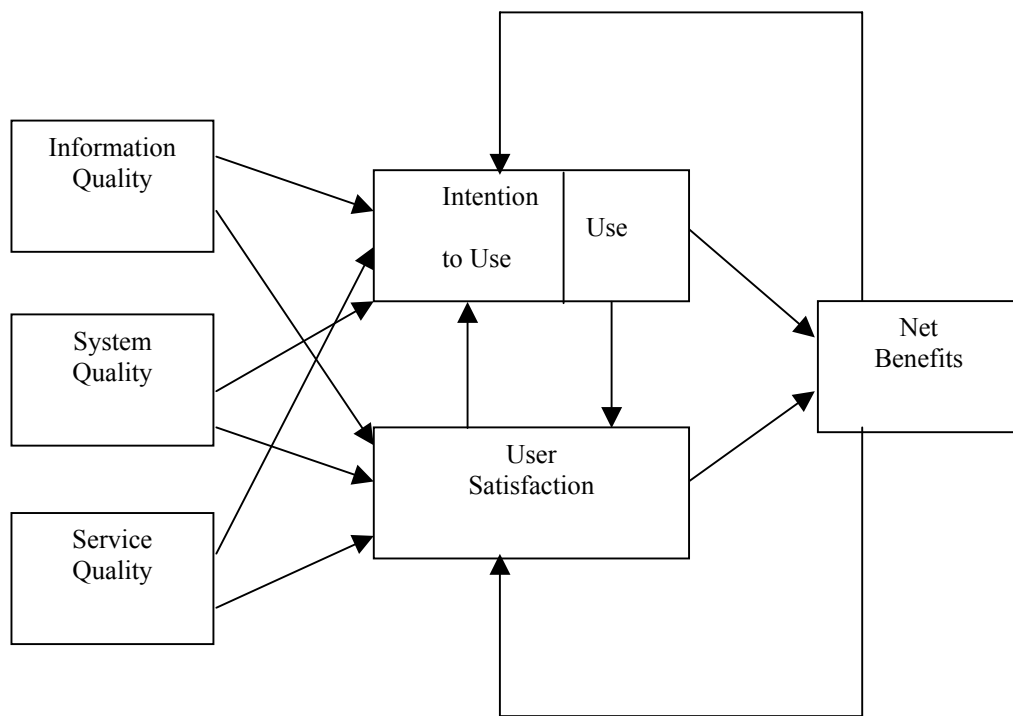 Information
Quality
Intention
to Use
Use
System
Quality
Net
Benefits
User
Satisfaction
Service
Quality